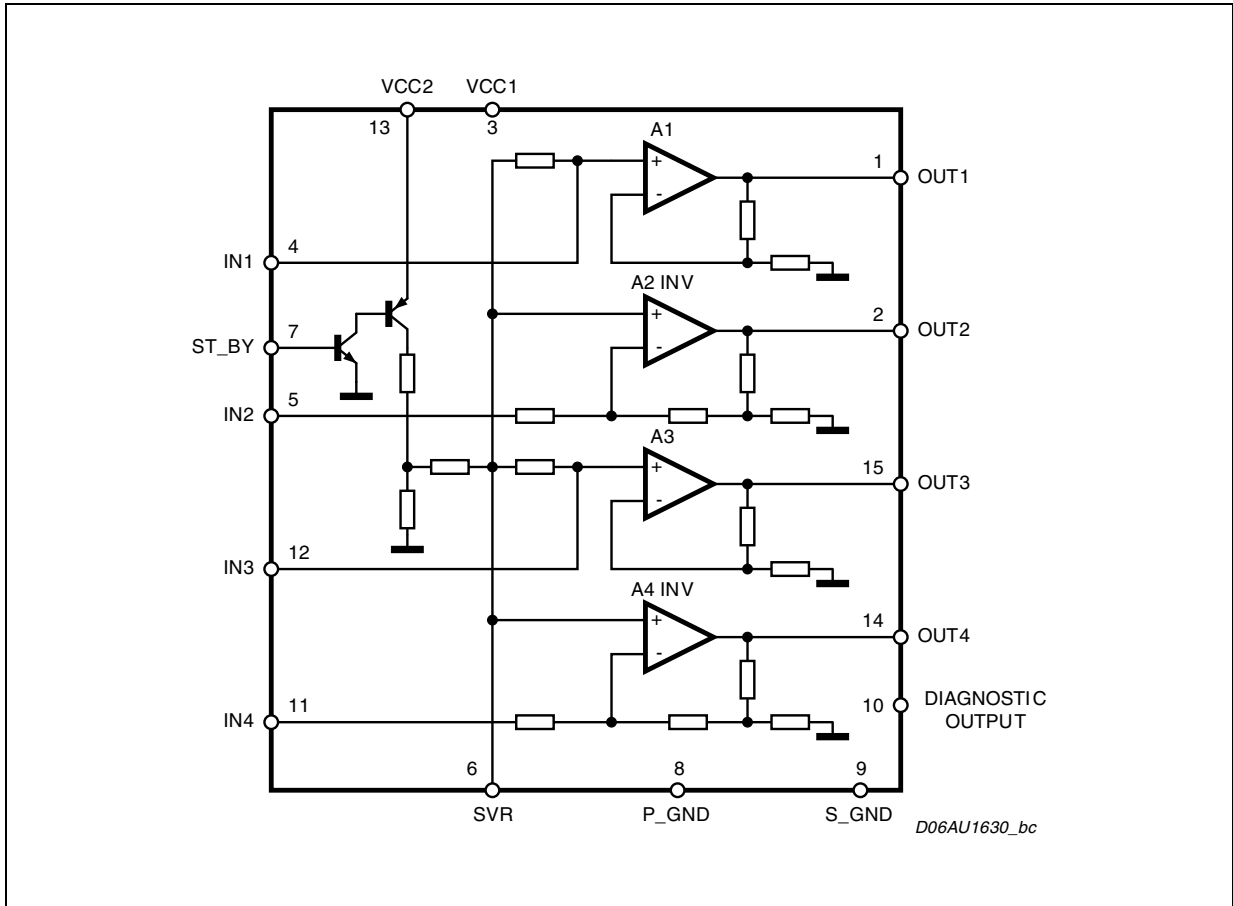 VCC2 VCC1
13 3
A1
+
-
1 OUT1
4
IN1
A2 INV
+
-
2 OUT2
7
ST_BY
5
IN2
A3
+
-
15 OUT3
12
IN3
A4 INV
+
-
14 OUT4
11
IN4
10 DIAGNOSTIC
OUTPUT
6 8 9
SVR P_GND S_GND
D06AU1630_bc